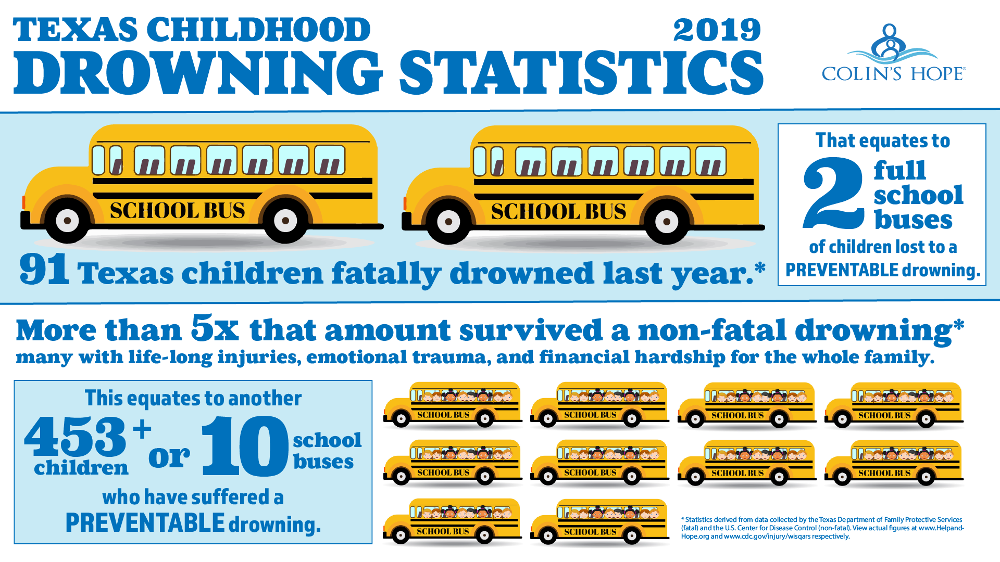 TEXAS CHILDHOOD 2019
DROWNING STATISTICS
COLIN'S HOPE®
SCHOOL BUS
SCHOOL BUS
91 Texas children fatally drowned last year.*
That equates to
2 full
school
buses
of children lost to a
PREVENTABLE drowning.
More than 5x that amount survived a non-fatal drowning*
many with life-long injuries, emotional trauma, and financial hardship for the whole family.
This equates to another
453+ children or 10 school buses
who have suffered a
PREVENTABLE drowning.
SCHOOL BUS
SCHOOL BUS
SCHOOL BUS
SCHOOL BUS
SCHOOL BUS
SCHOOL BUS
SCHOOL BUS
SCHOOL BUS
SCHOOL BUS
SCHOOL BUS
* Statistics derived from data collected by the Texas Department of Family Protective Services
(fatal) and the U.S. Center for Disease Control (non-fatal). View actual figures at www.Helpand-
Hope.org and www.cdc.gov/injury/wisqars respectively.